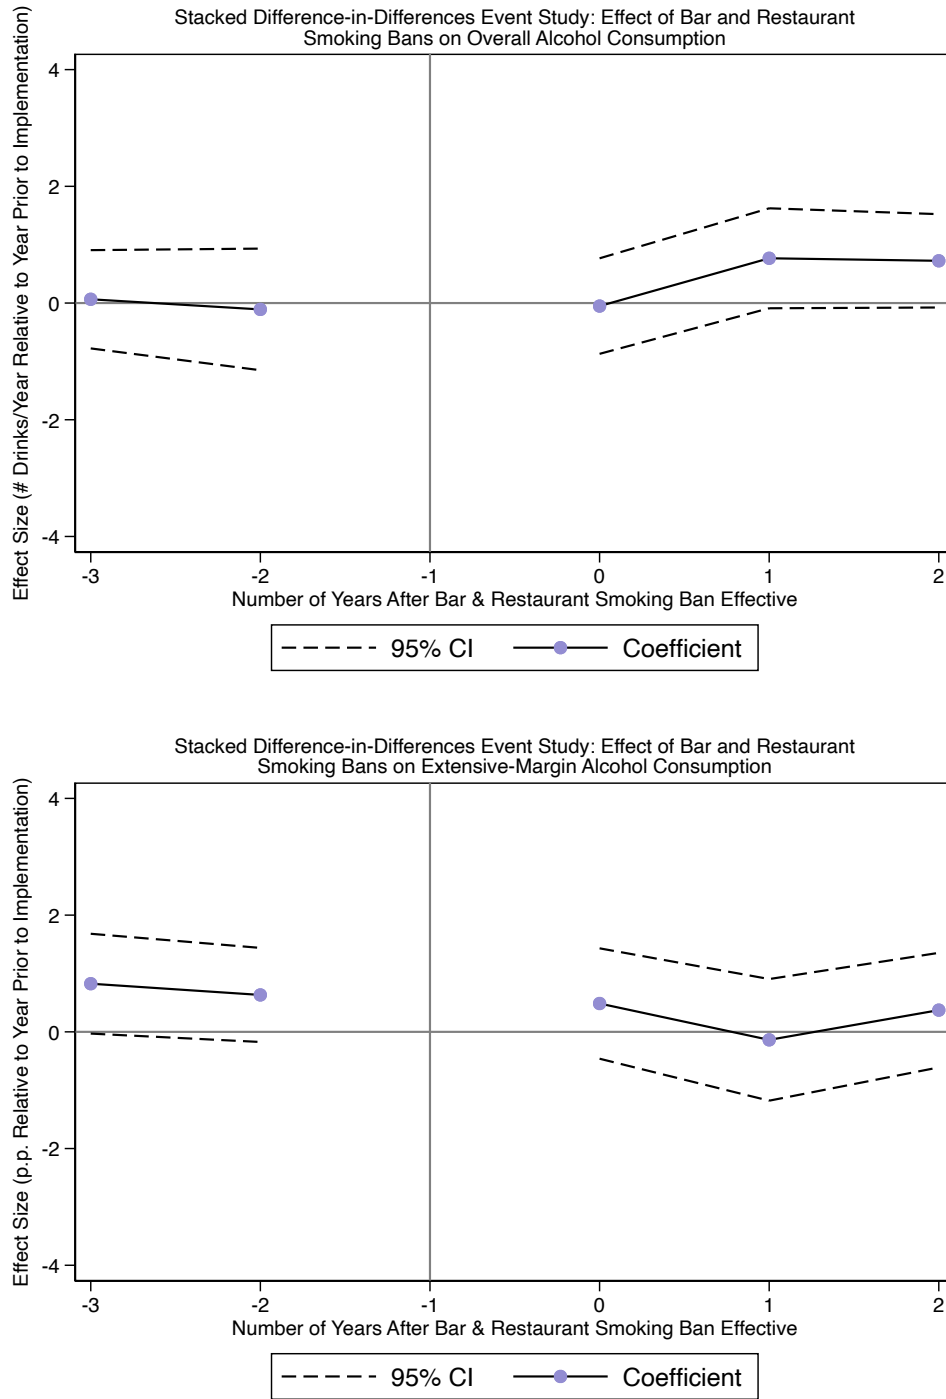 Stacked Difference-in-Differences Event Study: Effect of Bar and Restaurant
Smoking Bans on Overall Alcohol Consumption
Effect Size (# Drinks/Year Relative to Year Prior to Implementation)
4
2
0
-2
-4
-3 -2 -1 0 1 2
Number of Years After Bar & Restaurant Smoking Ban Effective
95% CI Coefficient
Stacked Difference-in-Differences Event Study: Effect of Bar and Restaurant
Smoking Bans on Extensive-Margin Alcohol Consumption
Effect Size (p.p. Relative to Year Prior to Implementation)
4
2
0
-2
-4
-3 -2 -1 0 1 2
Number of Years After Bar & Restaurant Smoking Ban Effective
95% CI Coefficient